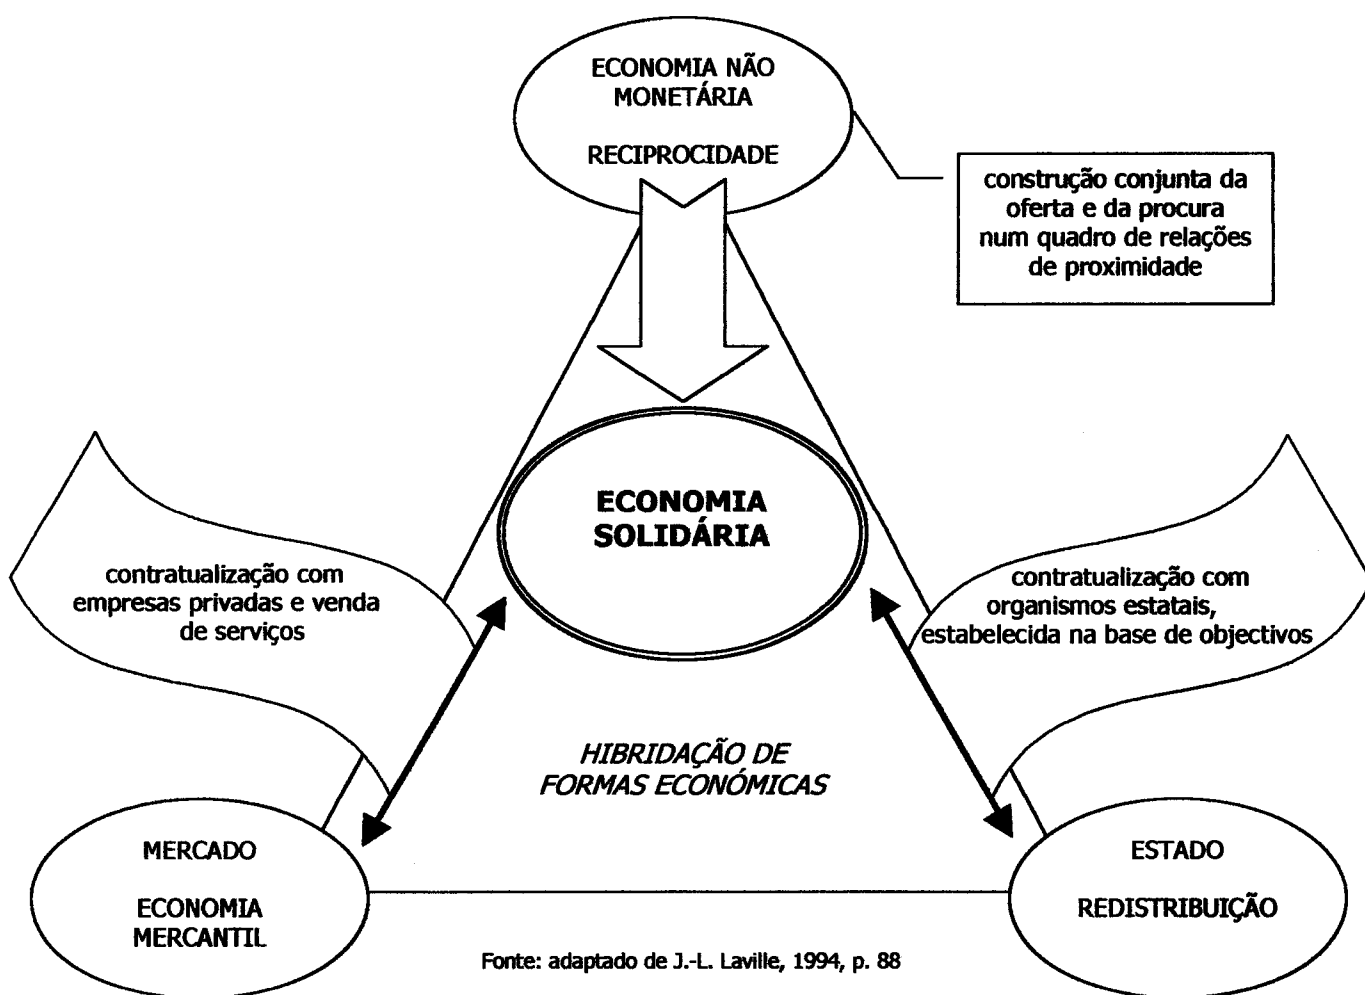 ECONOMIA NÃO
MONETÁRIA
RECIPROCIDADE
construção conjunta da
oferta e da procura
num quadro de relações
de proximidade
ECONOMIA
SOLIDÁRIA
contratualização com
empresas privadas e venda
de serviços
contratualização com
organismos estatais,
estabelecida na base de objectivos
HIBRIDAÇÃO DE
FORMAS ECONÓMICAS
MERCADO
ECONOMIA
MERCANTIL
ESTADO
REDISTRIBUIÇÃO
Fonte: adaptado de J.-L. Laville, 1994, p. 88